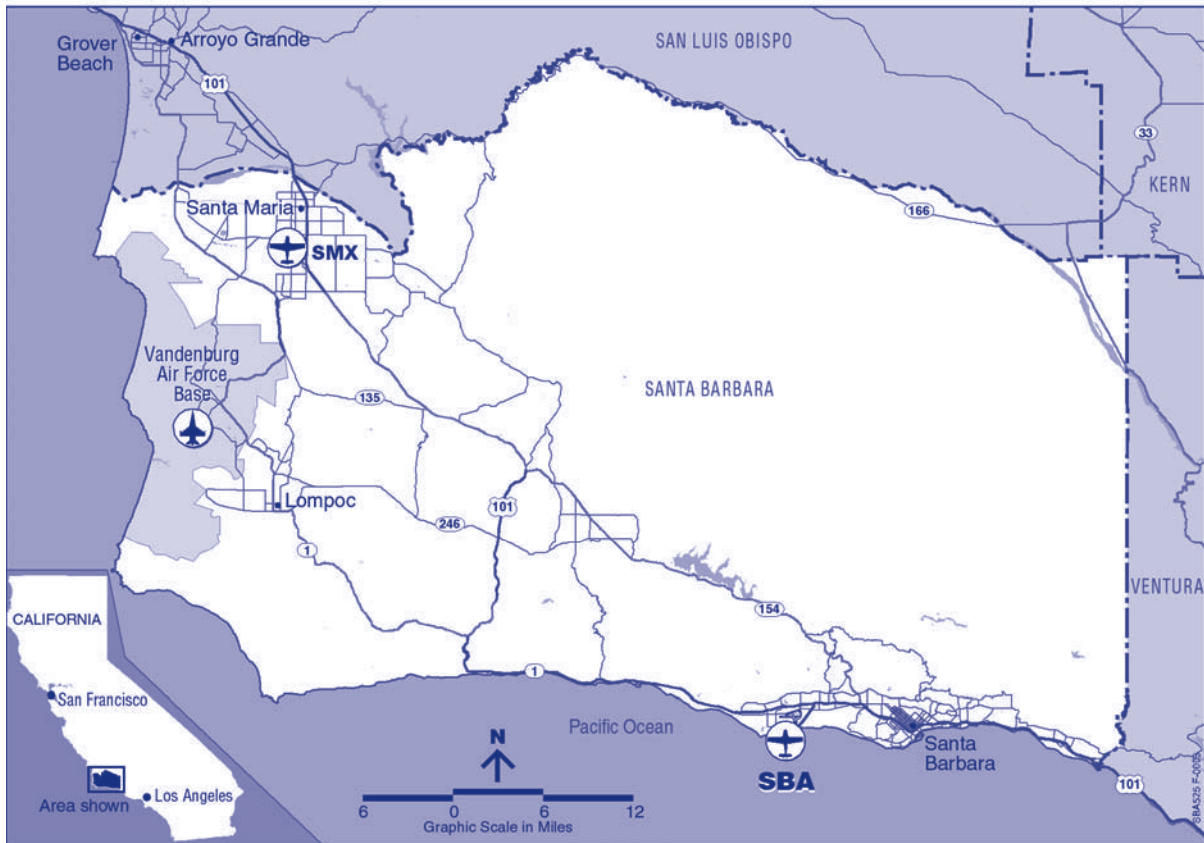 Grover
Beach
Arroyo Grande
101
SAN LUIS OBISPO
33
KERN
166
Santa Maria
SMX
Vandenburg
Air Force
Base
135
SANTA BARBARA
Lompoc
246
101
1
154
VENTURA
1
Pacific Ocean
SBA
Santa
Barbara
101
N
6
0
6
12
Graphic Scale in Miles
CALIFORNIA
San Francisco
Los Angeles
Area shown